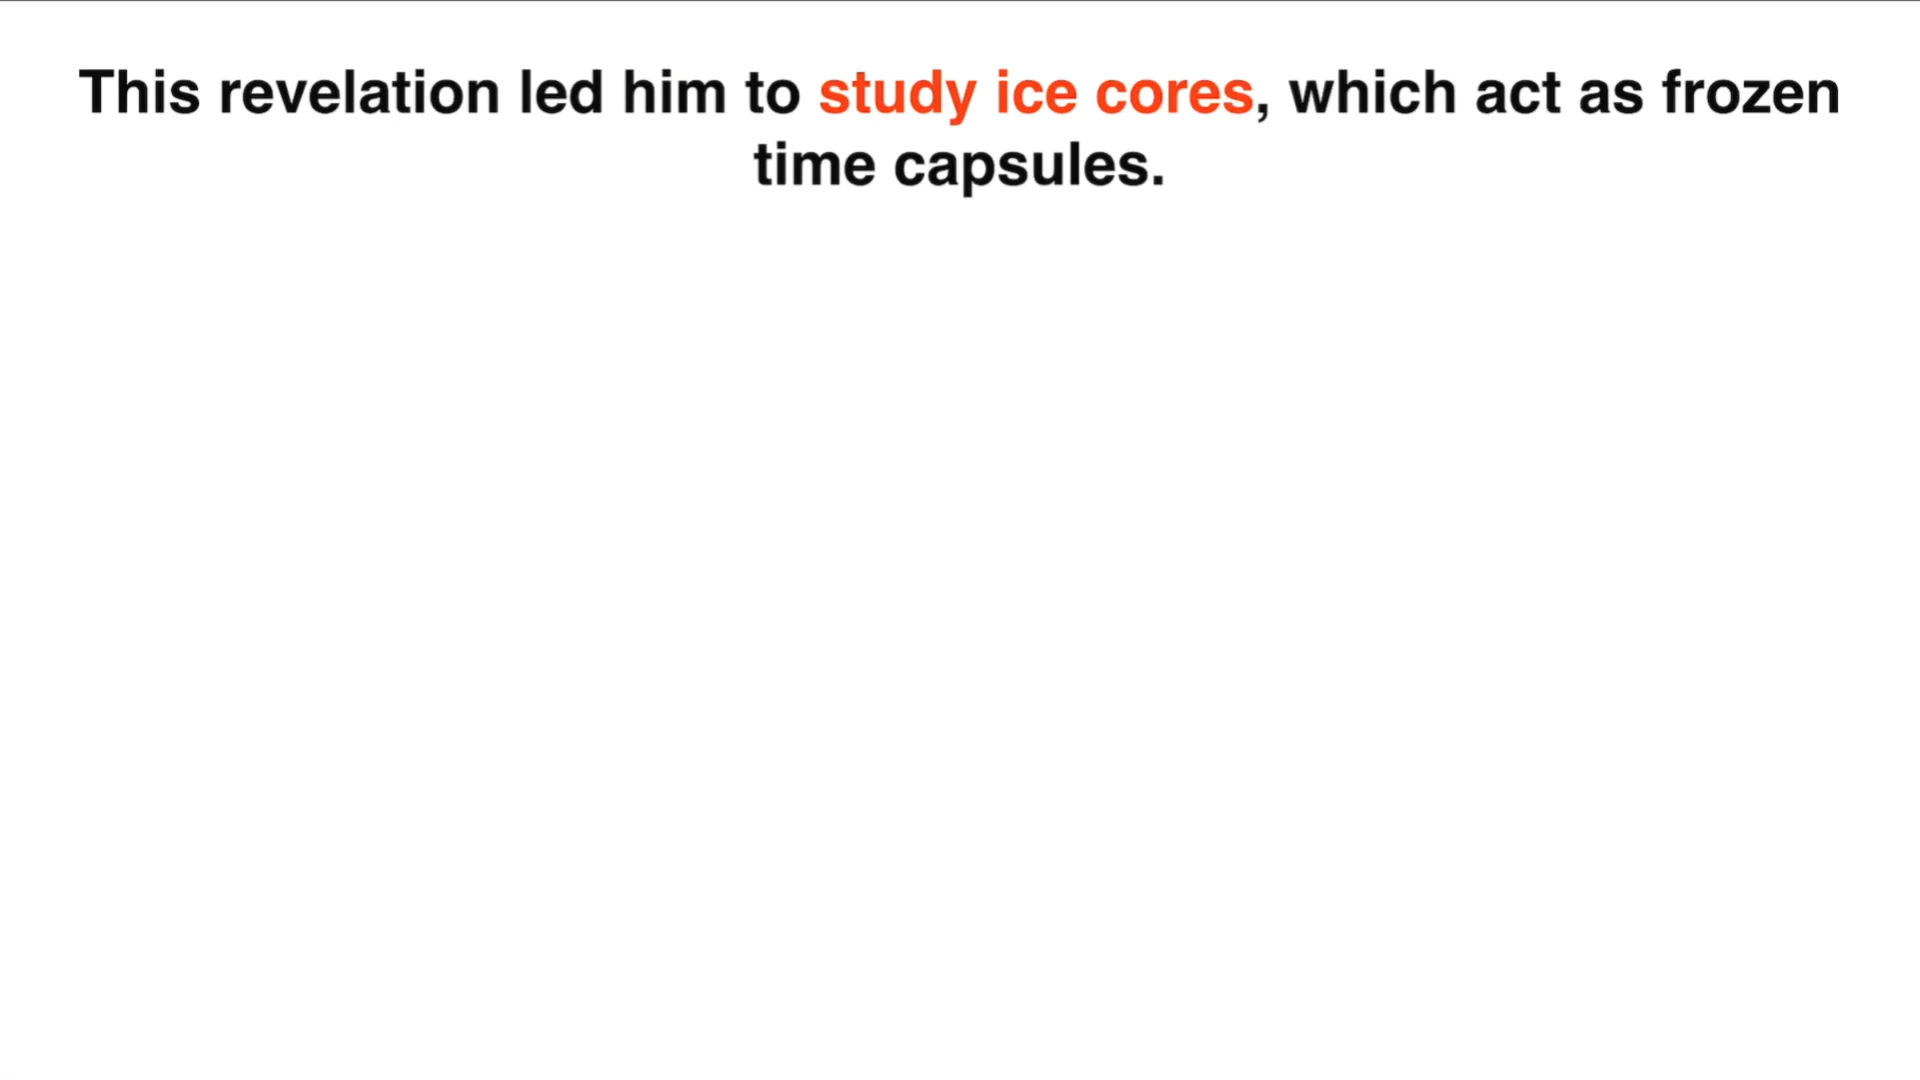 This revelation led him to study ice cores, which act as frozen
time capsules.